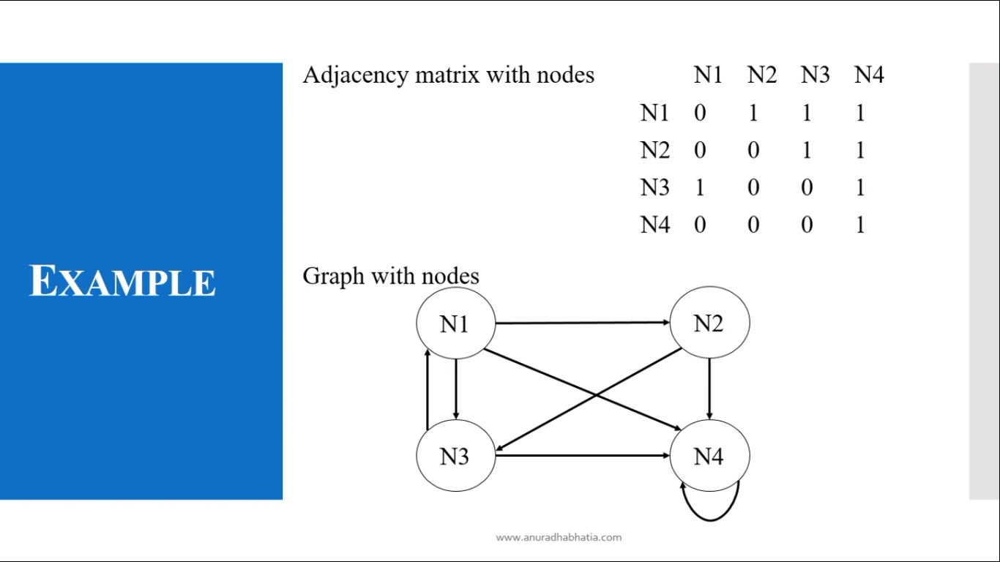 Adjacency matrix with nodes
N1 N2 N3 N4
N1 0 1 1 1
N2 0 0 1 1
N3 1 0 0 1
N4 0 0 0 1
EXAMPLE
Graph with nodes
N1 N2
N3 N4
www.anuradhabhatia.com